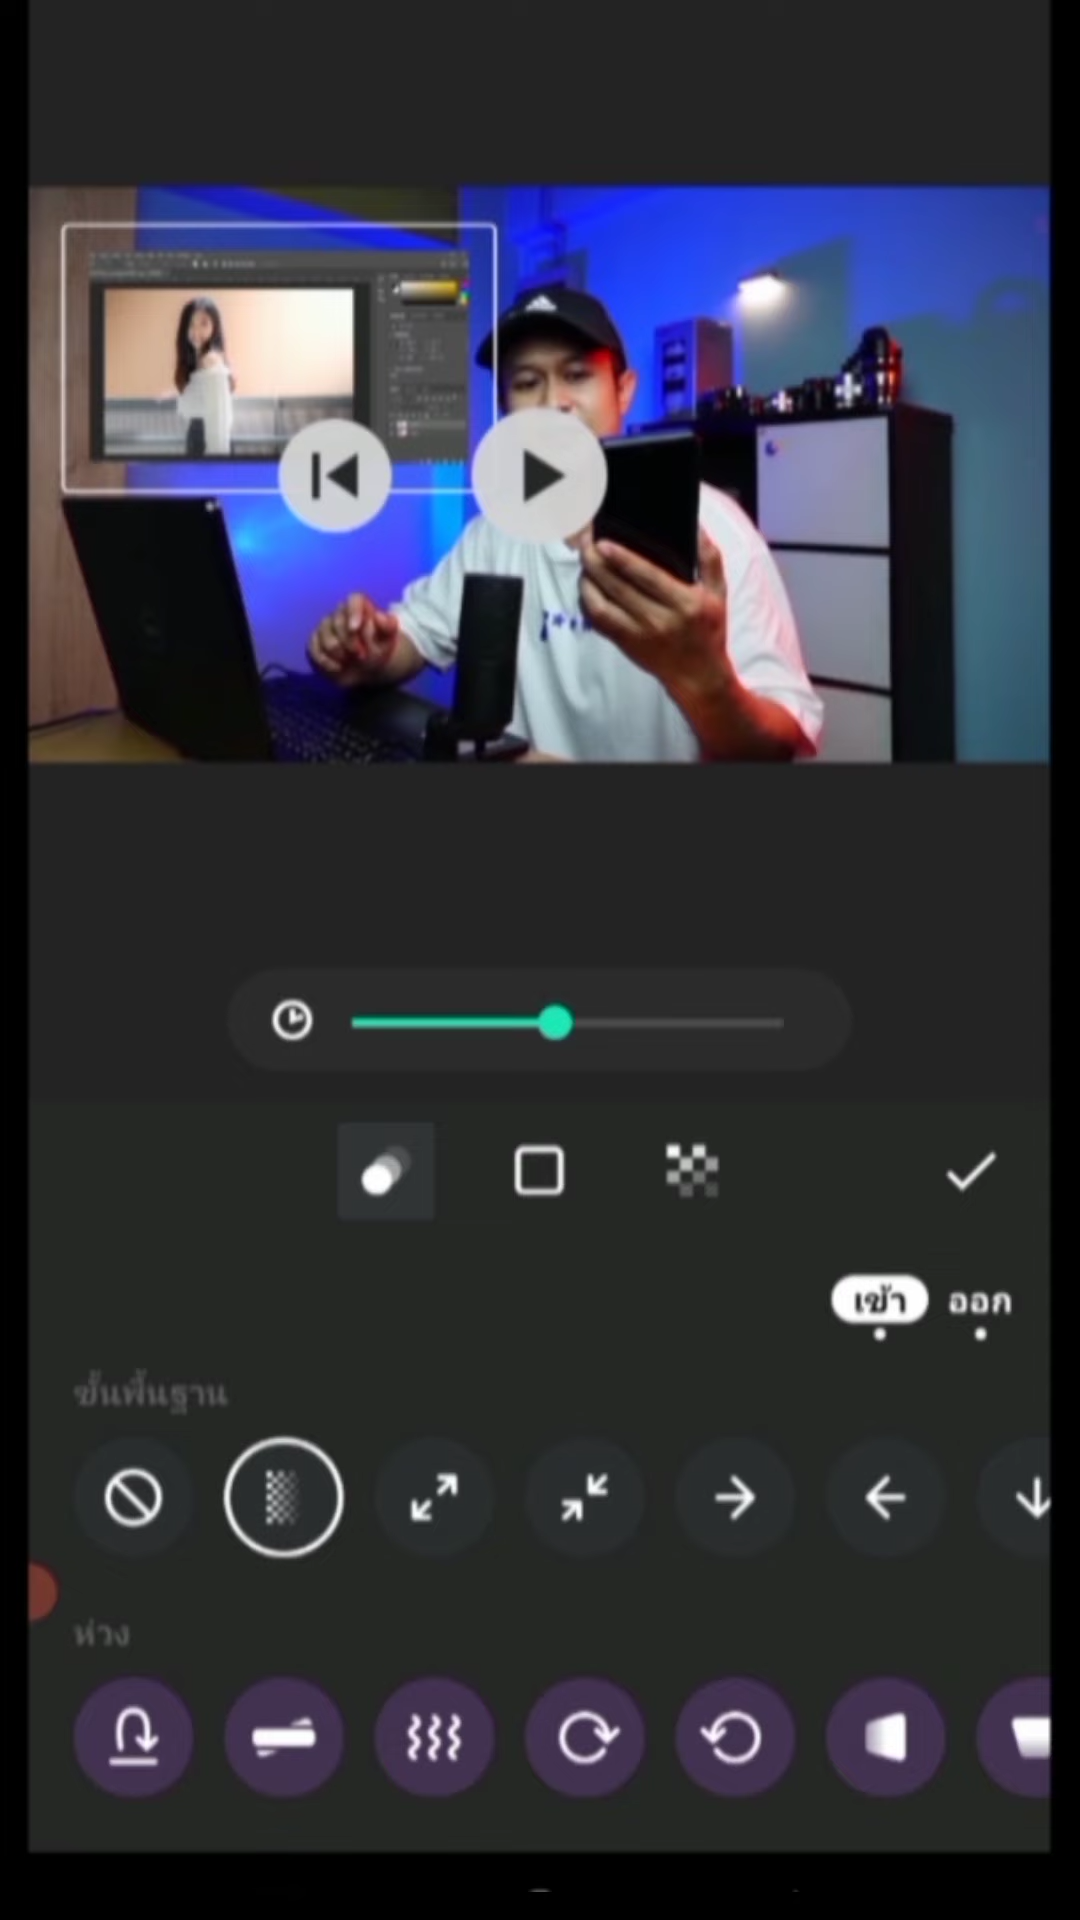 เข้า ออก
ขั้นพื้นฐาน
ห่วง